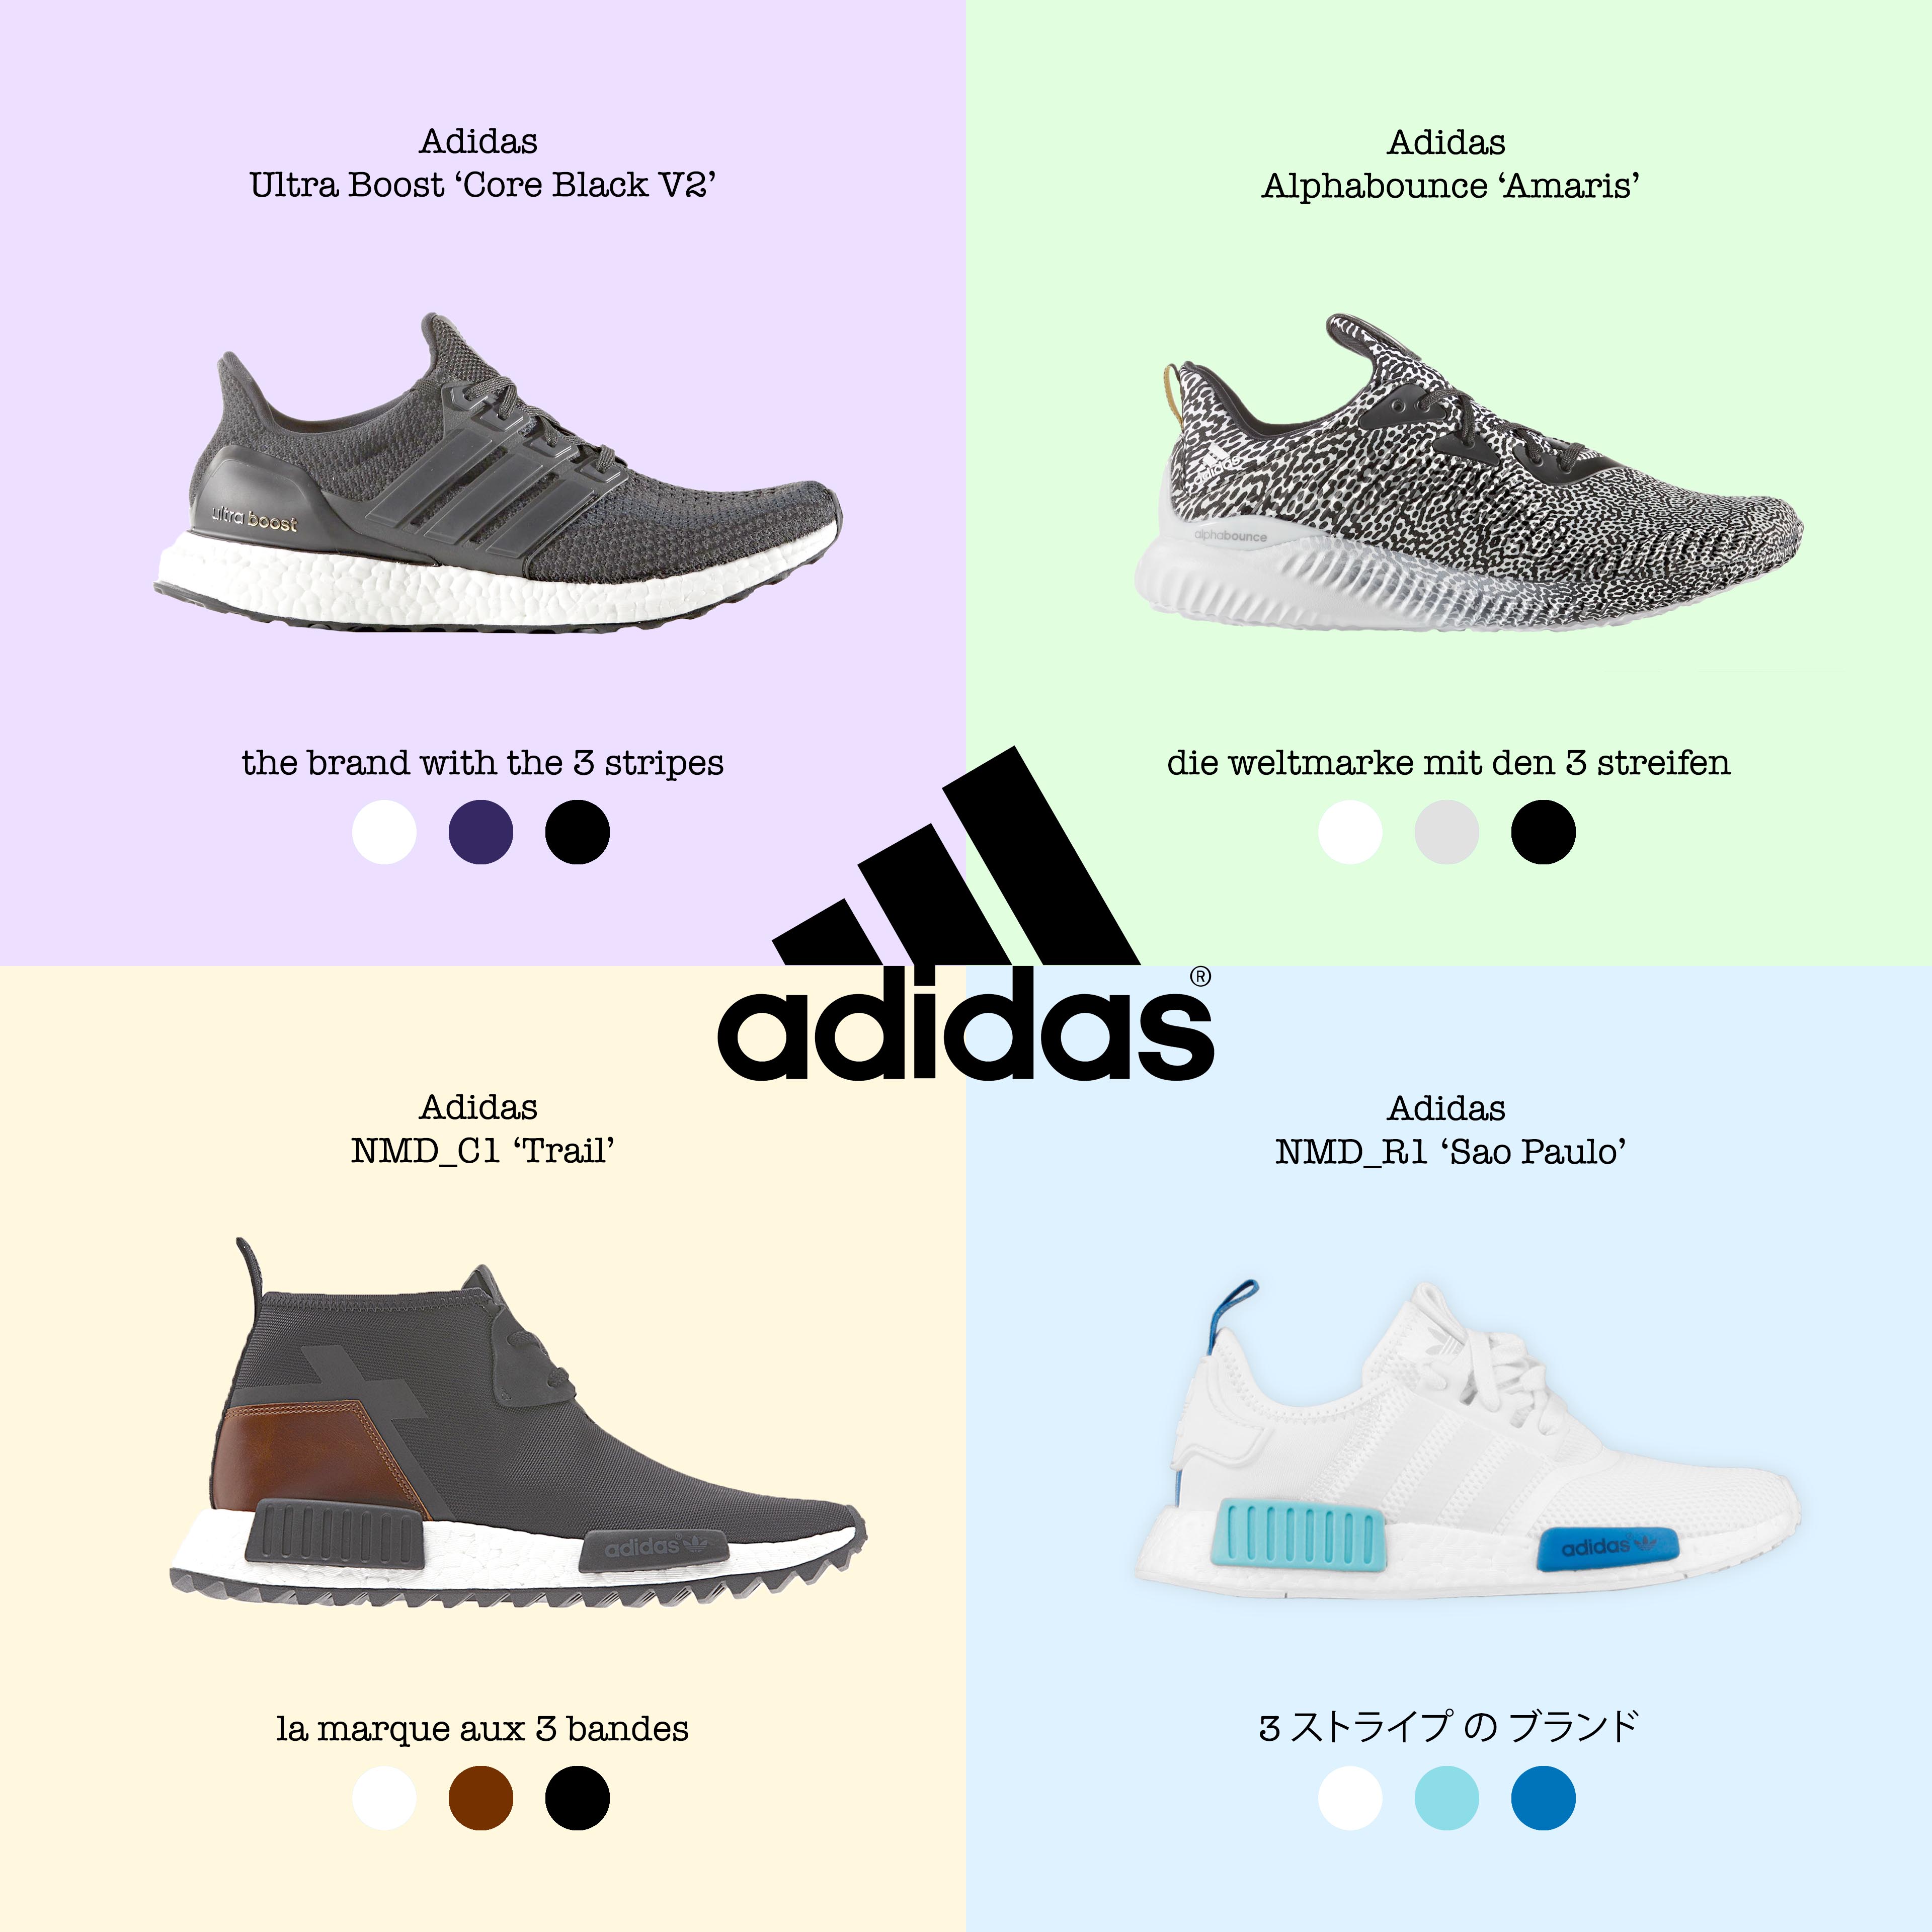 Adidas
Ultra Boost ‘Core Black V2’
ultra boost
the brand with the 3 stripes
Adidas
Alphabounce ‘Amaris’
adidas
alphabounce
die weltmarke mit den 3 streifen
adidas®
Adidas
NMD_C1 ‘Trail’
adidas
la marque aux 3 bandes
Adidas
NMD_R1 ‘Sao Paulo’
adidas
3 ストライプ の ブランド